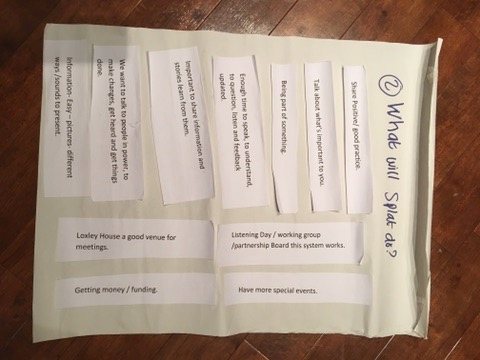 ② What will Splat do?
Share Positive/ good practice.
Talk about what's important to you.
Being part of something.
Enough time to speak, to understand,
to question, listen and feedback
updated.
Important to share information and
stories learn from them.
We want to talk to people in power, to
make changes, get heard and get things
done.
Information- Easy – pictures- different
ways /sounds to present.
Listening Day / working group
/partnership Board this system works.
Loxley House a good venue for
meetings.
Have more special events.
Getting money / funding.